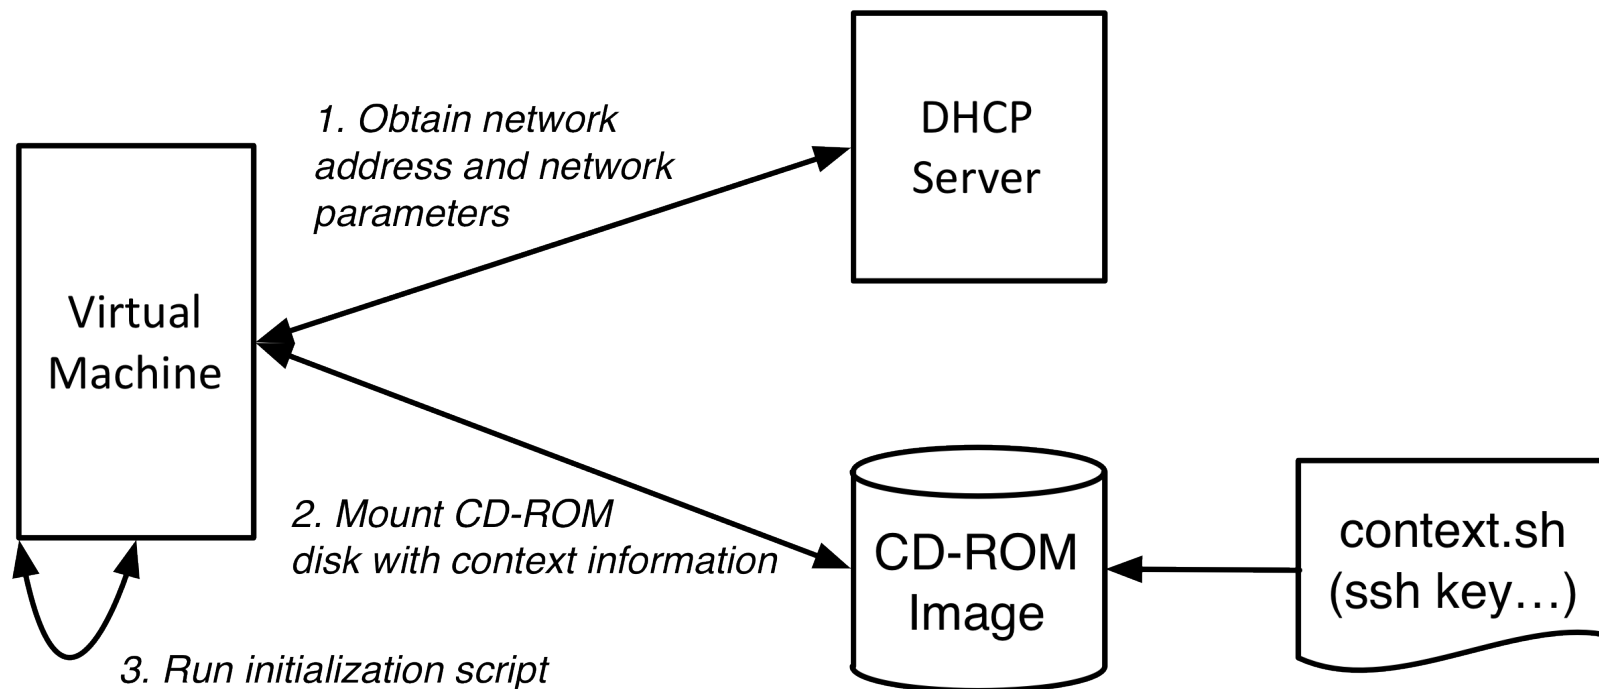 1. Obtain network
address and network
parameters
DHCP
Server
Virtual
Machine
2. Mount CD-ROM
disk with context information
CD-ROM
Image
context.sh
(ssh key…)
3. Run initialization script